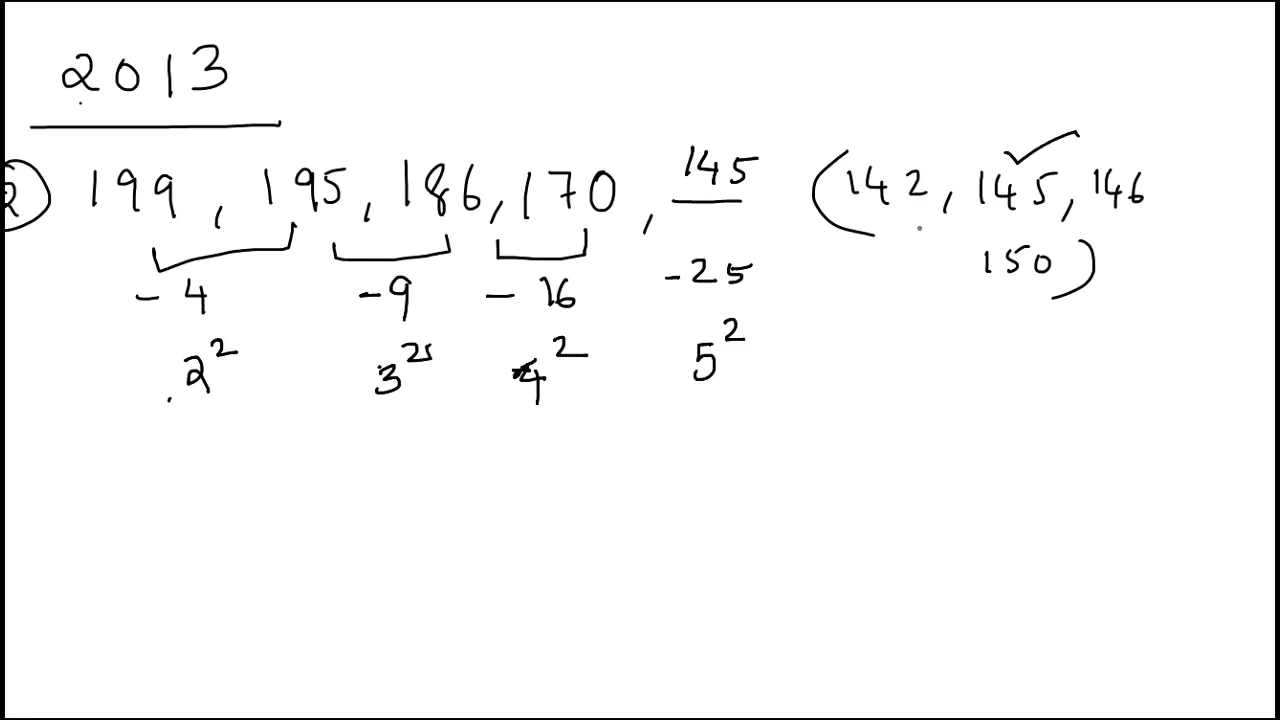 2013
2) 199, 195, 186, 170, 145 (142, 145, 146
150)
-4 -9 -16 -25
2² 3² 4² 5²